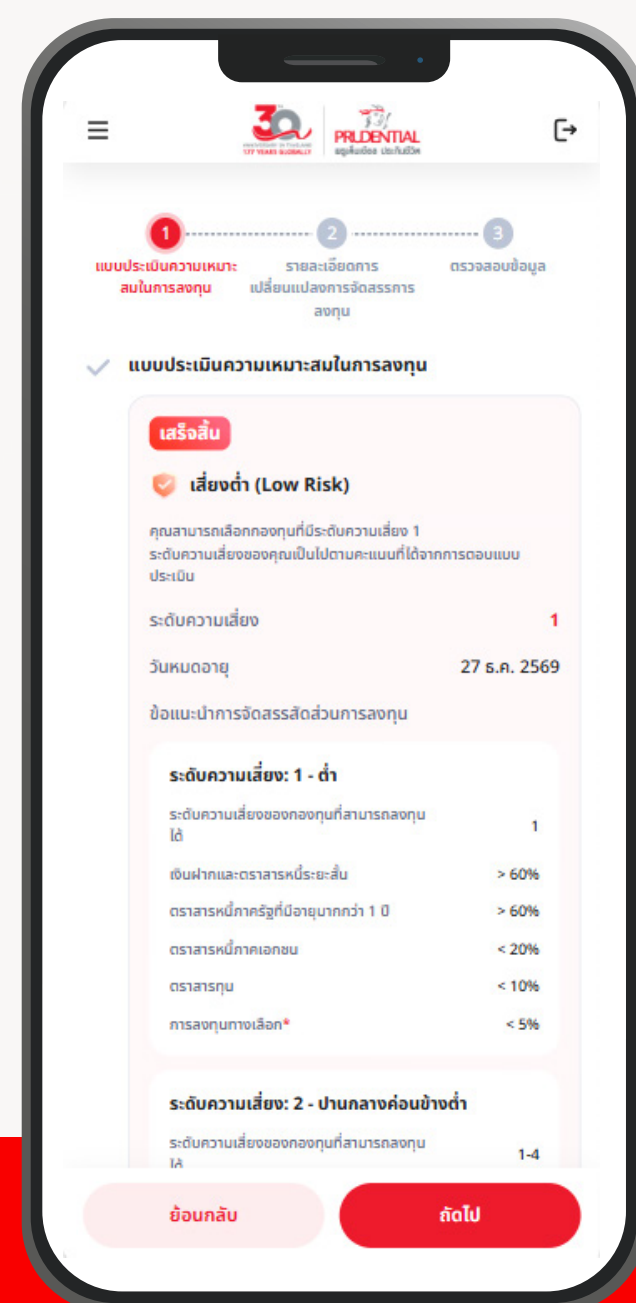 30
TH
ANNIVERSARY IN THAILAND
177 YEARS GLOBALLY
PRUDENTIAL
พรูเด็นเชียล ประกันชีวิต
1
2
3
แบบประเมินความเหมาะ
สมในการลงทุน
รายละเอียดการ
เปลี่ยนแปลงการจัดสรรการ
ลงทุน
ตรวจสอบข้อมูล
แบบประเมินความเหมาะสมในการลงทุน
เสร็จสิ้น
เสี่ยงต่ำ (Low Risk)
คุณสามารถเลือกกองทุนที่มีระดับความเสี่ยง 1
ระดับความเสี่ยงของคุณเป็นไปตามคะแนนที่ได้จากการตอบแบบ
ประเมิน
ระดับความเสี่ยง 1
วันหมดอายุ 27 ธ.ค. 2569
ข้อแนะนำการจัดสรรสัดส่วนการลงทุน
ระดับความเสี่ยง: 1 - ต่ำ
ระดับความเสี่ยงของกองทุนที่สามารถลงทุน
ได้ 1
เงินฝากและตราสารหนี้ระยะสั้น > 60%
ตราสารหนี้ภาครัฐที่มีอายุมากกว่า 1 ปี > 60%
ตราสารหนี้ภาคเอกชน < 20%
ตราสารทุน < 10%
การลงทุนทางเลือก* < 5%
ระดับความเสี่ยง: 2 - ปานกลางค่อนข้างต่ำ
ระดับความเสี่ยงของกองทุนที่สามารถลงทุน
ได้ 1-4
ย้อนกลับ
ถัดไป